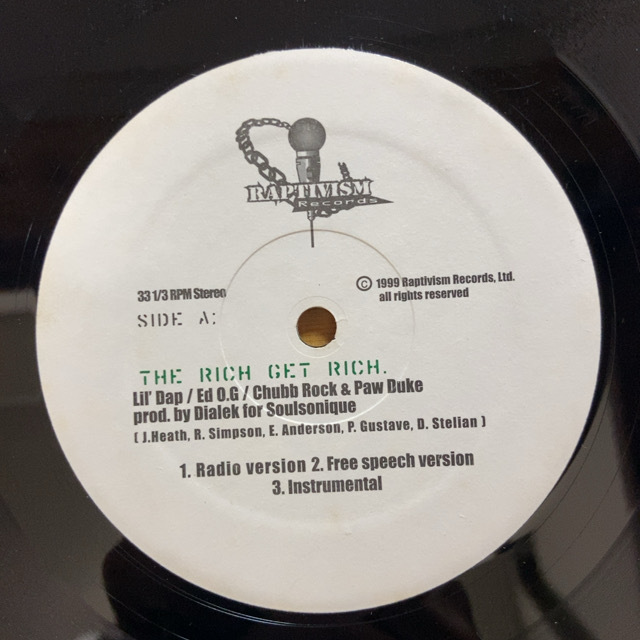 RAPTIVISM
Records
33 1/3 RPM Stereo
© 1999 Raptivism Records, Ltd.
all rights reserved
SIDE A:
THE RICH GET RICH.
Lil' Dap / Ed O.G / Chubb Rock & Paw Duke
prod. by Dialek for Soulsonique
( J.Heath, R. Simpson, E. Anderson, P. Gustave, D. Stelian )
1. Radio version 2. Free speech version
3. Instrumental